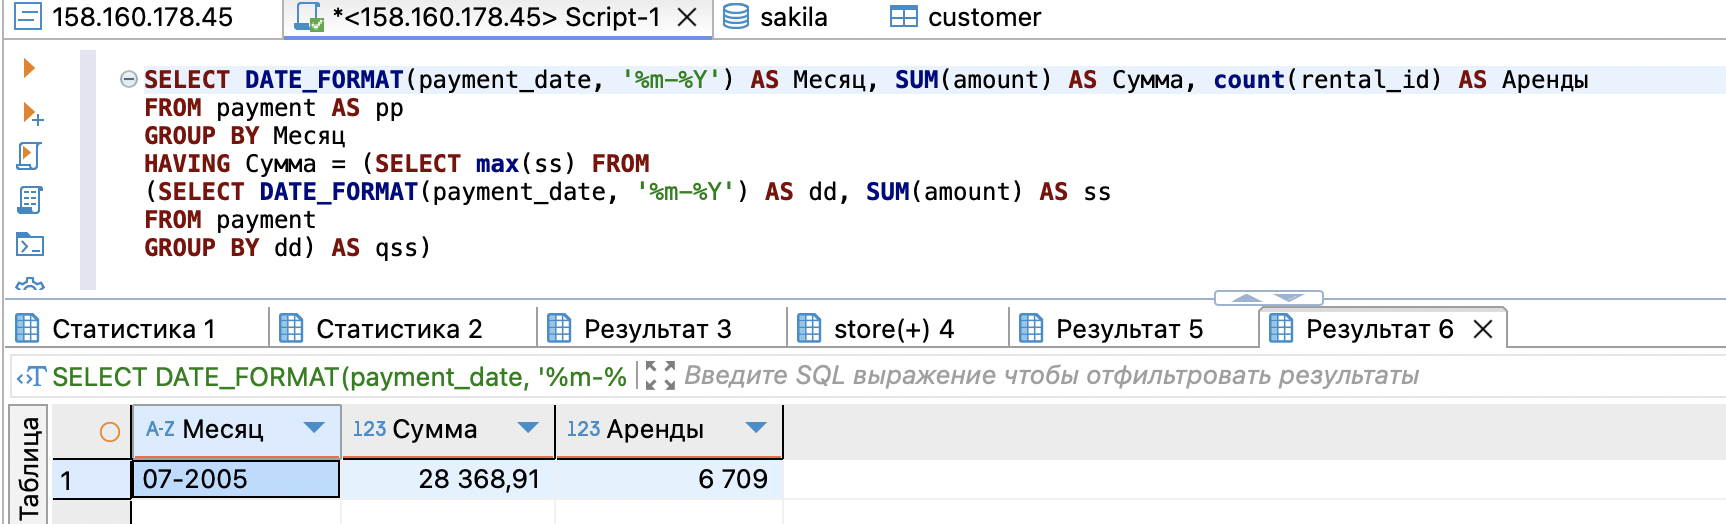 158.160.178.45 *<158.160.178.45> Script-1 sakila customer
SELECT DATE_FORMAT(payment_date, '%m-%Y') AS Месяц, SUM(amount) AS Сумма, count(rental_id) AS Аренды
FROM payment AS pp
GROUP BY Месяц
HAVING Сумма = (SELECT max(ss) FROM
(SELECT DATE_FORMAT(payment_date, '%m-%Y') AS dd, SUM(amount) AS ss
FROM payment
GROUP BY dd) AS qss)
Статистика 1 Статистика 2 Результат 3 store(+) 4 Результат 5 Результат 6
SELECT DATE_FORMAT(payment_date, '%m-% Введите SQL выражение чтобы отфильтровать результаты
Таблица
A-Z Месяц 123 Сумма 123 Аренды
1 07-2005 28 368,91 6 709